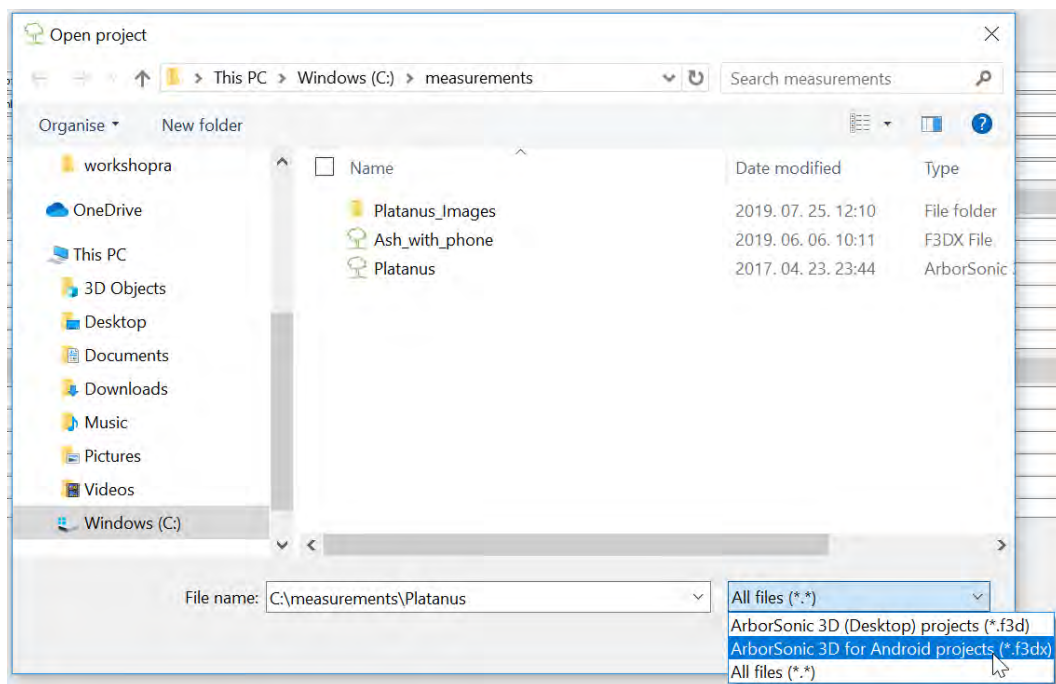 Open project
This PC > Windows (C:) > measurements
Search measurements
Organise
New folder
Name
Date modified
Type
workshopra
OneDrive
This PC
3D Objects
Desktop
Documents
Downloads
Music
Pictures
Videos
Windows (C:)
Platanus_Images 2019. 07. 25. 12:10 File folder
Ash_with_phone 2019. 06. 06. 10:11 F3DX File
Platanus 2017. 04. 23. 23:44 ArborSonic
File name: C:\measurements\Platanus
All files (*.*)
ArborSonic 3D (Desktop) projects (*.f3d)
ArborSonic 3D for Android projects (*.f3dx)
All files (*.*)